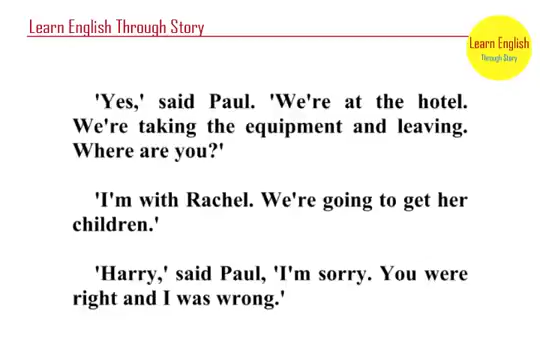 Learn English Through Story
Learn English
Through Story
'Yes,' said Paul. 'We're at the hotel.
We're taking the equipment and leaving.
Where are you?'
'I'm with Rachel. We're going to get her
children.'
'Harry,' said Paul, 'I'm sorry. You were
right and I was wrong.'